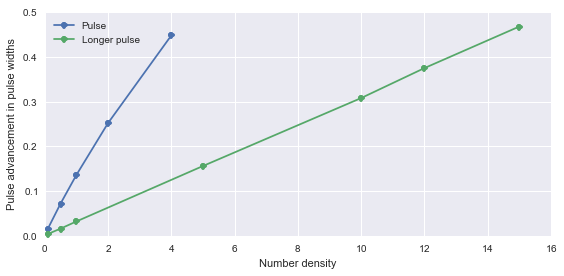 Pulse
Longer pulse
Pulse advancement in pulse widths
0.5
0.4
0.3
0.2
0.1
0.0
0 2 4 6 8 10 12 14 16
Number density